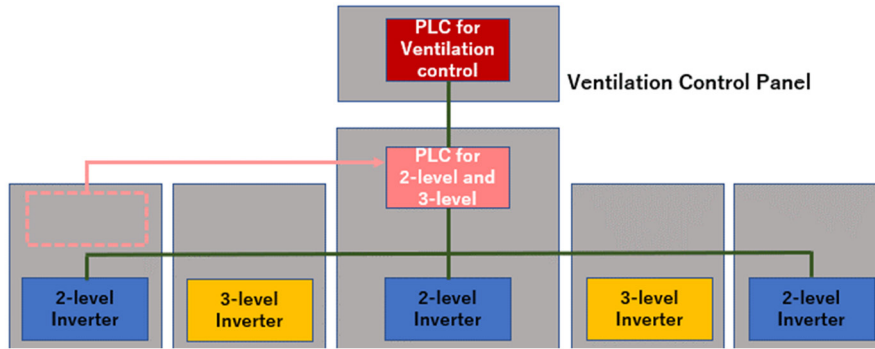 PLC for
Ventilation
control
Ventilation Control Panel
PLC for
2-level and
3-level
2-level
Inverter
3-level
Inverter
2-level
Inverter
3-level
Inverter
2-level
Inverter